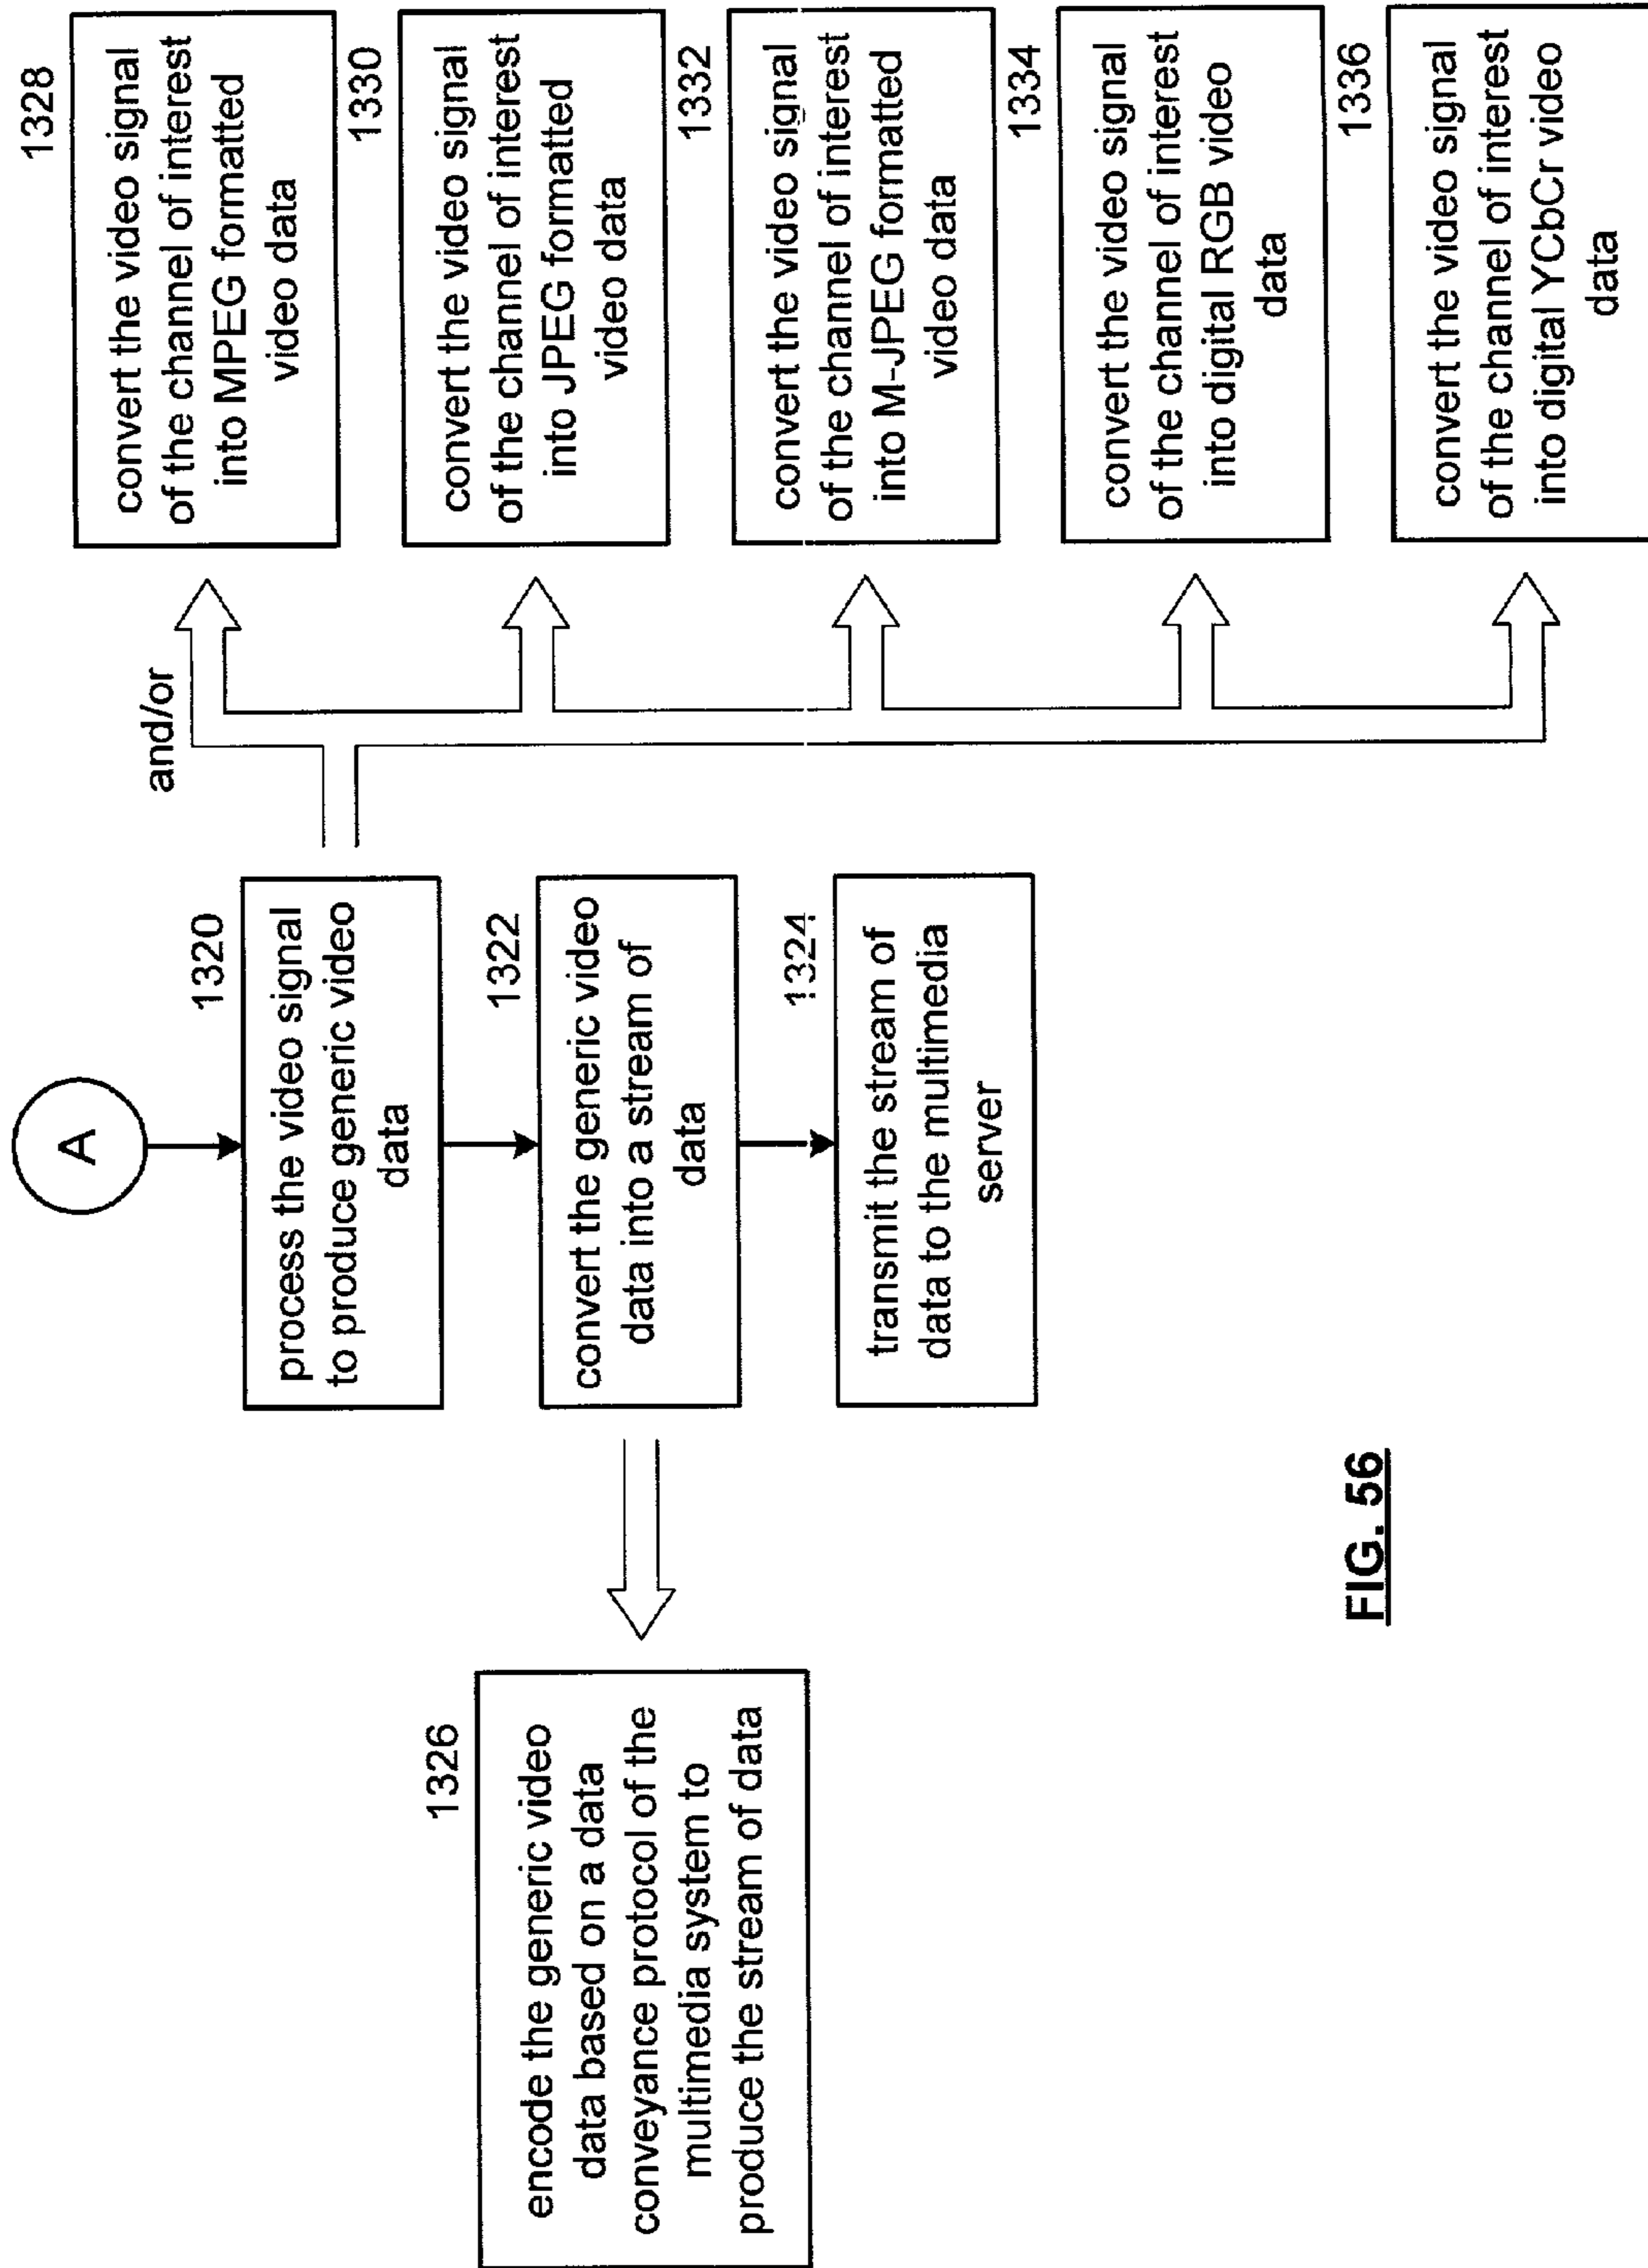 A
1320
process the video signal
to produce generic video
data
1322
convert the generic video
data into a stream of
data
1324
transmit the stream of
data to the multimedia
server
1326
encode the generic video
data based on a data
conveyance protocol of the
multimedia system to
produce the stream of data
and/or
1328
convert the video signal
of the channel of interest
into MPEG formatted
video data
1330
convert the video signal
of the channel of interest
into JPEG formatted
video data
1332
convert the video signal
of the channel of interest
into M-JPEG formatted
video data
1334
convert the video signal
of the channel of interest
into digital RGB video
data
1336
convert the video signal
of the channel of interest
into digital YCbCr video
data
FIG. 56